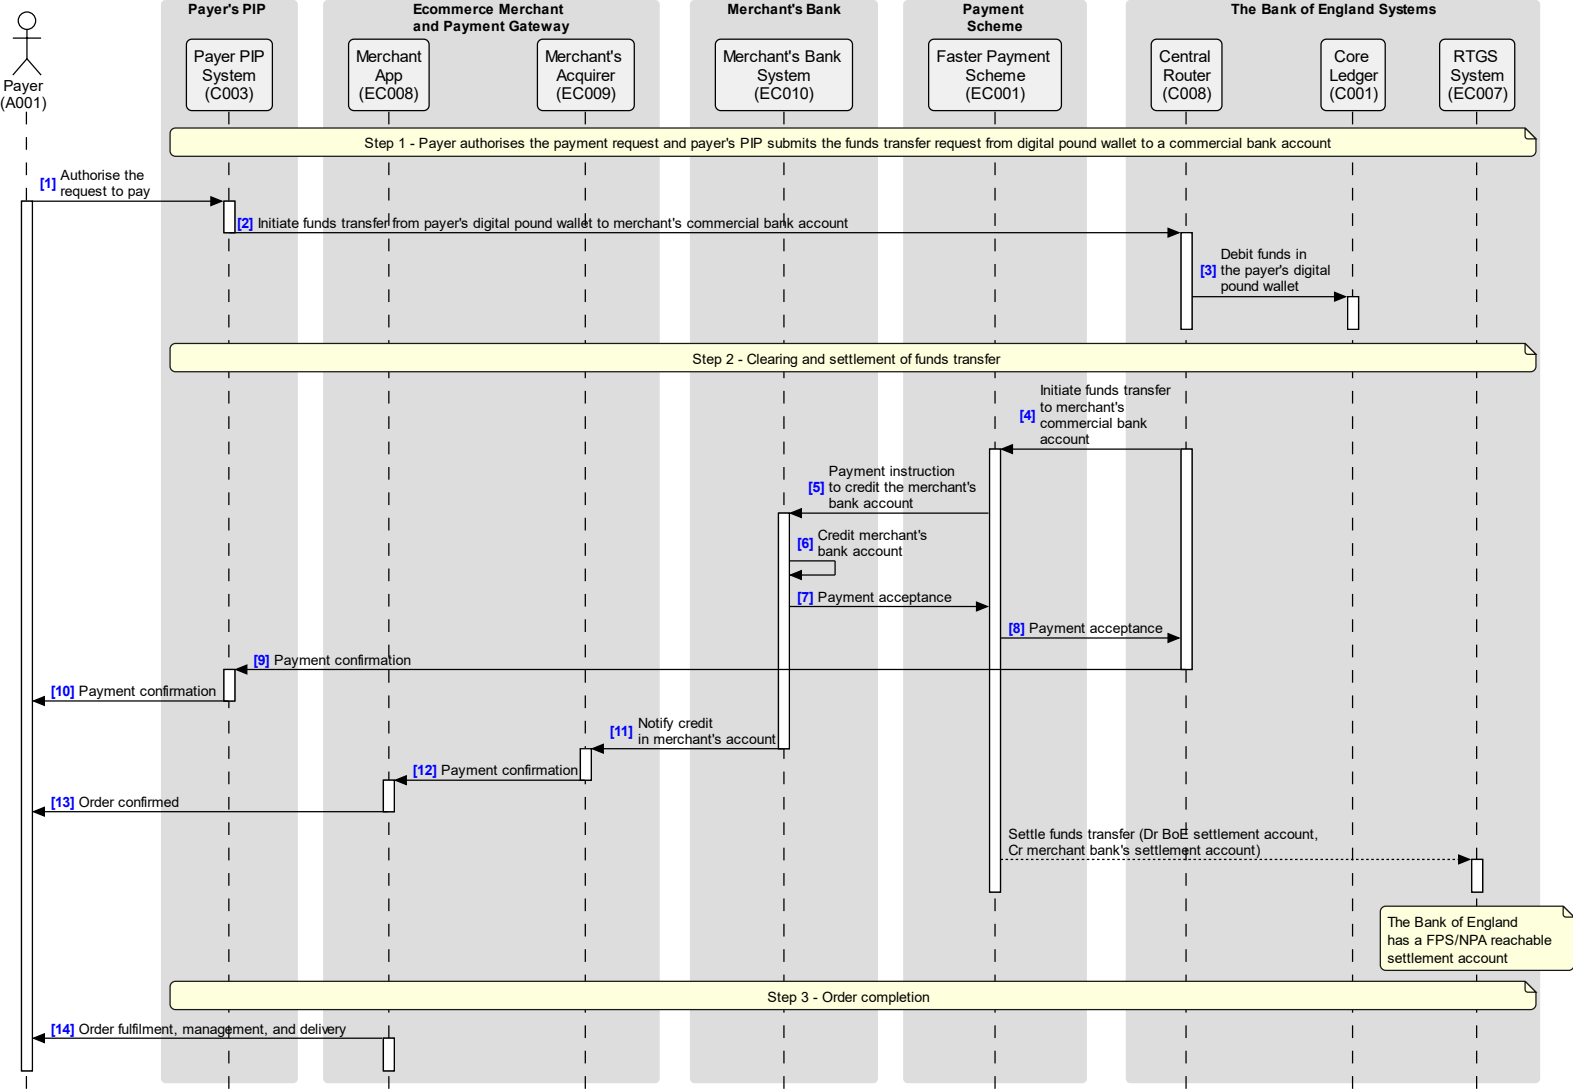 Payer's PIP
Ecommerce Merchant
and Payment Gateway
Merchant's Bank
Payment
Scheme
The Bank of England Systems
Payer
(A001)
Payer PIP
System
(C003)
Merchant
App
(EC008)
Merchant's
Acquirer
(EC009)
Merchant's Bank
System
(EC010)
Faster Payment
Scheme
(EC001)
Central
Router
(C008)
Core
Ledger
(C001)
RTGS
System
(EC007)
Step 1 - Payer authorises the payment request and payer's PIP submits the funds transfer request from digital pound wallet to a commercial bank account
[1] Authorise the
request to pay
[2] Initiate funds transfer from payer's digital pound wallet to merchant's commercial bank account
Debit funds in
[3] the payer's digital
pound wallet
Step 2 - Clearing and settlement of funds transfer
Initiate funds transfer
to merchant's
[4] commercial bank
account
Payment instruction
[5] to credit the merchant's
bank account
[6] Credit merchant's
bank account
[7] Payment acceptance
[8] Payment acceptance
[9] Payment confirmation
[10] Payment confirmation
[11] Notify credit
in merchant's account
[12] Payment confirmation
[13] Order confirmed
Settle funds transfer (Dr BoE settlement account,
Cr merchant bank's settlement account)
The Bank of England
has a FPS/NPA reachable
settlement account
Step 3 - Order completion
[14] Order fulfilment, management, and delivery